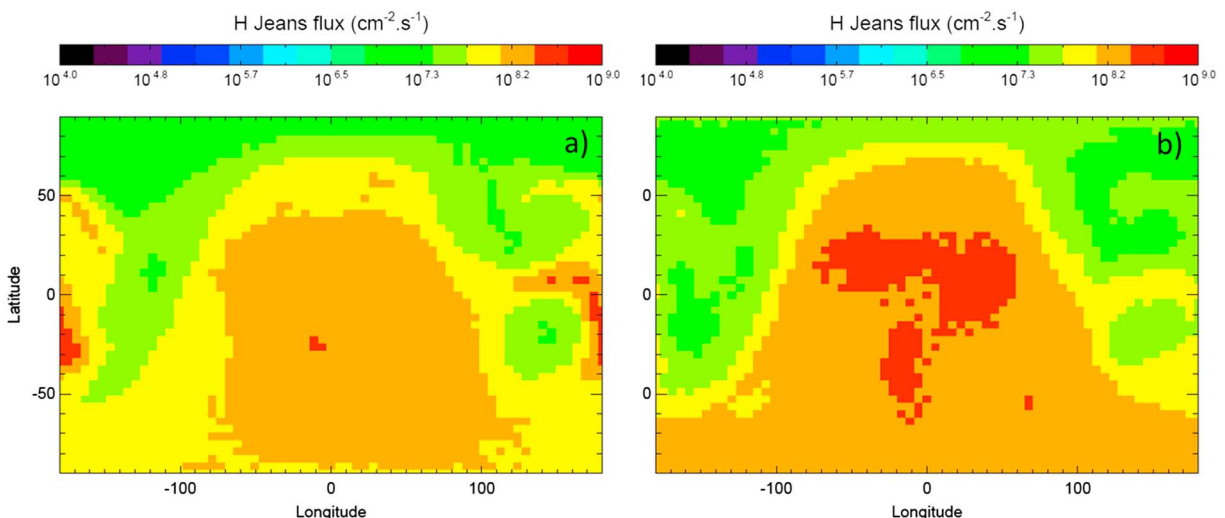 H Jeans flux (cm-2.s-1)
10^4.0 10^4.8 10^5.7 10^6.5 10^7.3 10^8.2 10^9.0
a)
50
0
-50
Latitude
-100 0 100
Longitude
H Jeans flux (cm-2.s-1)
10^4.0 10^4.8 10^5.7 10^6.5 10^7.3 10^8.2 10^9.0
b)
0
0
0
-100 0 100
Longitude